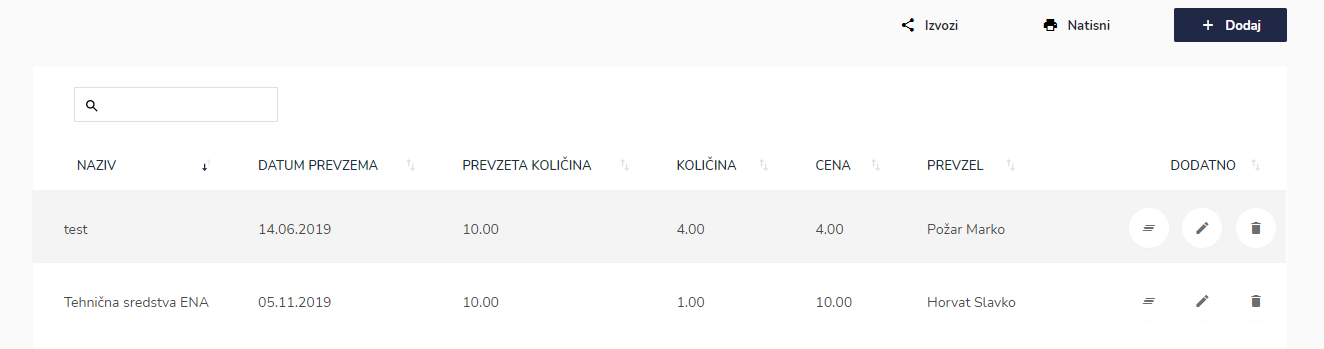 Izvozi Natisni + Dodaj
NAZIV DATUM PREVZEMA PREVZETA KOLIČINA KOLIČINA CENA PREVZEL DODATNO
test 14.06.2019 10.00 4.00 4.00 Požar Marko
Tehnična sredstva ENA 05.11.2019 10.00 1.00 10.00 Horvat Slavko